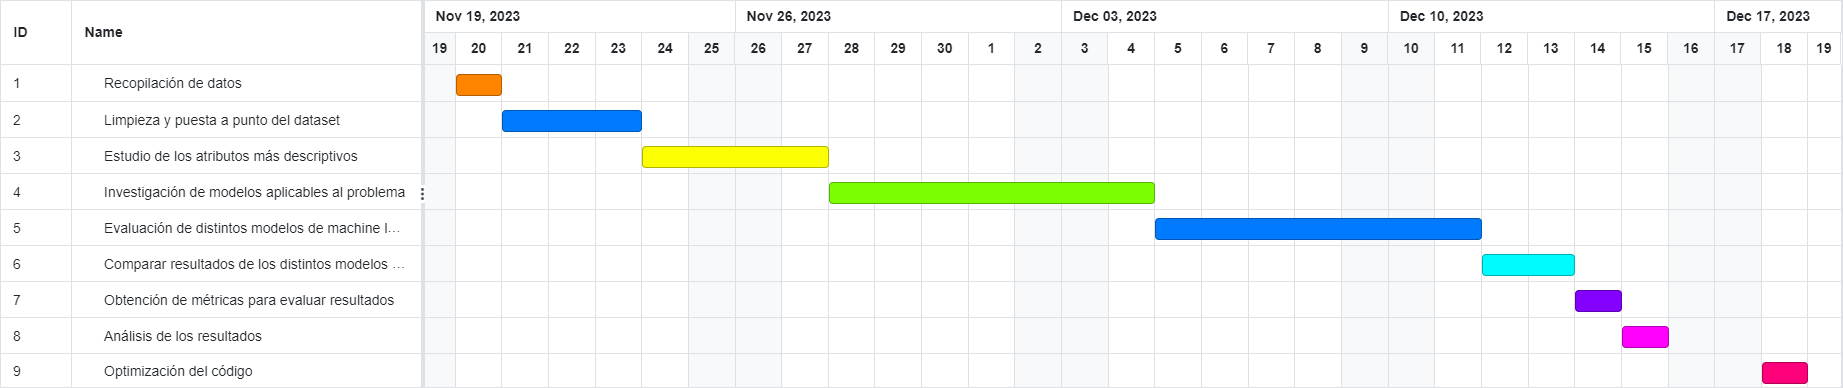 ID Name Nov 19, 2023 Nov 26, 2023 Dec 03, 2023 Dec 10, 2023 Dec 17, 2023
19 20 21 22 23 24 25 26 27 28 29 30 1 2 3 4 5 6 7 8 9 10 11 12 13 14 15 16 17 18 19
1 Recopilación de datos
2 Limpieza y puesta a punto del dataset
3 Estudio de los atributos más descriptivos
4 Investigación de modelos aplicables al problema
5 Evaluación de distintos modelos de machine l…
6 Comparar resultados de los distintos modelos …
7 Obtención de métricas para evaluar resultados
8 Análisis de los resultados
9 Optimización del código